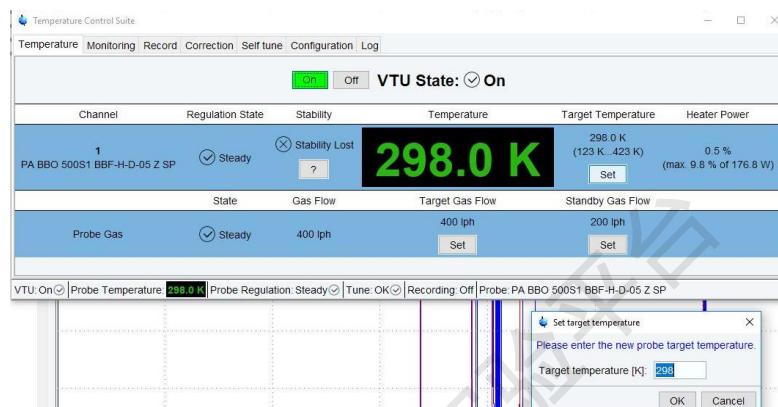 Temperature Control Suite
Temperature Monitoring Record Correction Self tune Configuration Log
On Off VTU State: On
Channel Regulation State Stability Temperature Target Temperature Heater Power
1
PA BBO 500S1 BBF-H-D-05 Z SP
Steady
Stability Lost
?
298.0 K
298.0 K
(123 K...423 K)
Set
0.5 %
(max. 9.8 % of 176.8 W)
State Gas Flow Target Gas Flow Standby Gas Flow
Probe Gas
Steady
400 lph
400 lph
Set
200 lph
Set
VTU: On Probe Temperature: 298.0 K Probe Regulation: Steady Tune: OK Recording: Off Probe: PA BBO 500S1 BBF-H-D-05 Z SP
Set target temperature
Please enter the new probe target temperature.
Target temperature [K]: 298
OK Cancel
验平台